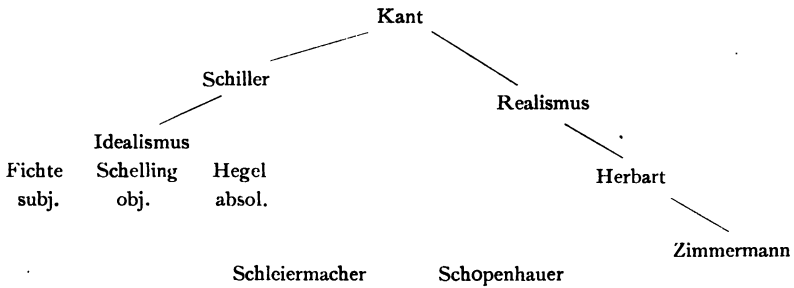 Kant
Schiller
Realismus
Idealismus
Fichte Schelling Hegel
Herbart
subj. obj. absol.
Zimmermann
Schleiermacher Schopenhauer